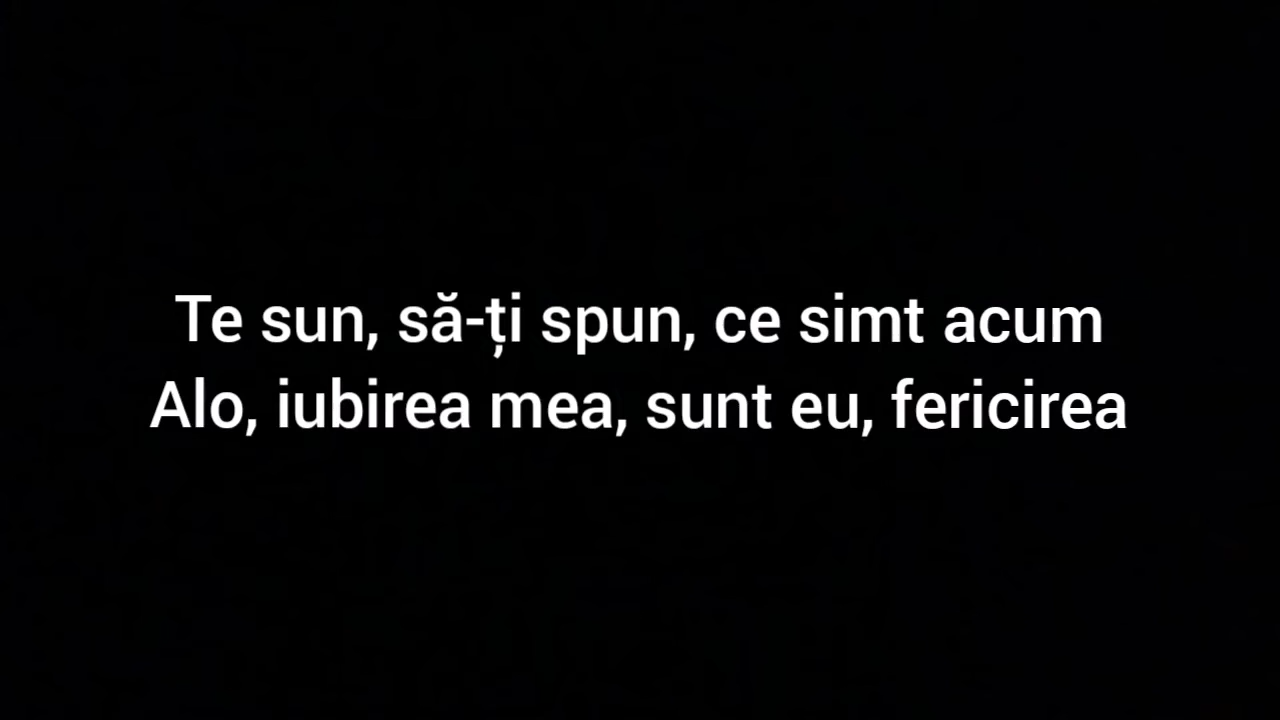 Te sun, să-ți spun, ce simt acum
Alo, iubirea mea, sunt eu, fericirea